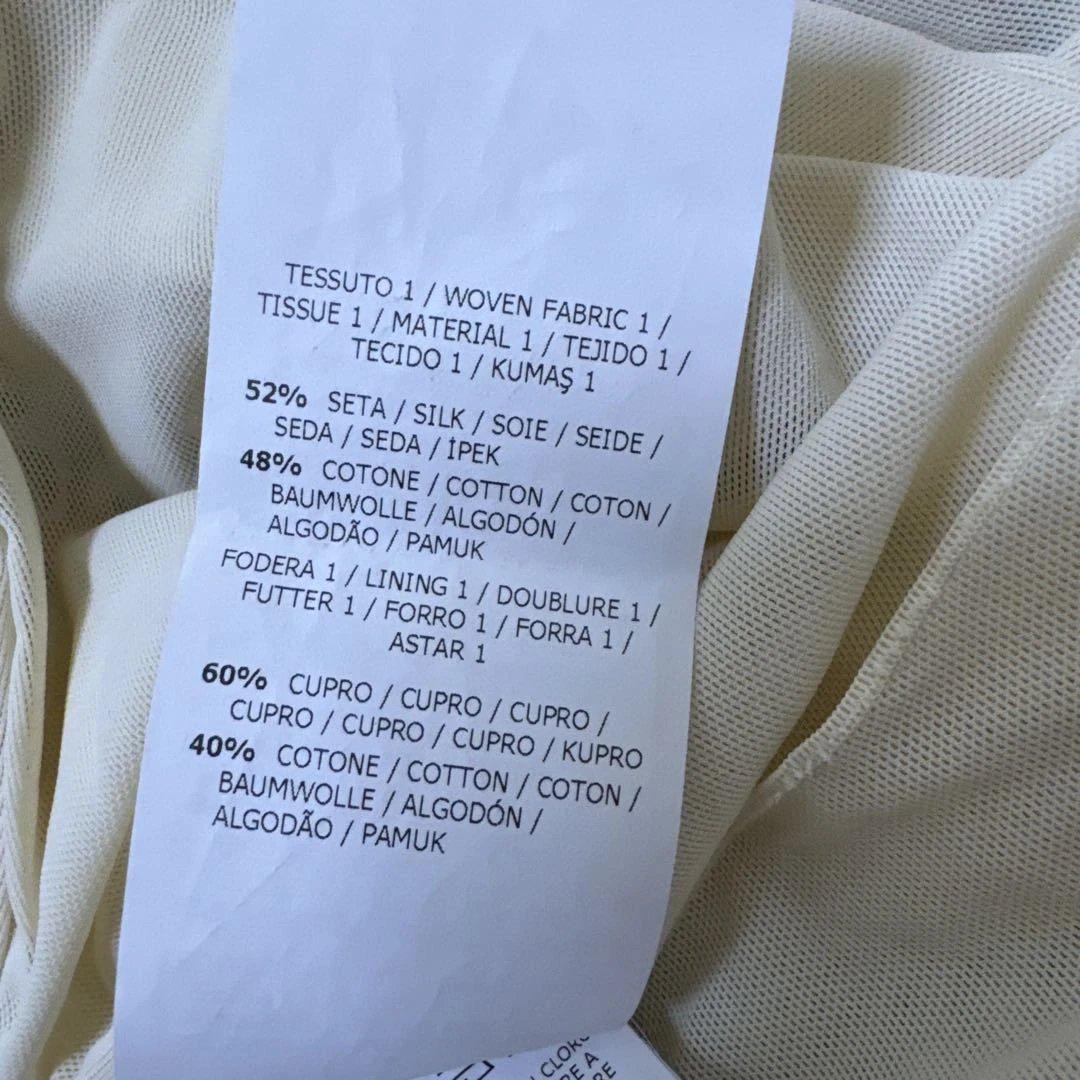 TESSUTO 1 / WOVEN FABRIC 1 /
TISSUE 1 / MATERIAL 1 / TEJIDO 1 /
TECIDO 1 / KUMAŞ 1
52% SETA / SILK / SOIE / SEIDE /
SEDA / SEDA / İPEK
48% COTONE / COTTON / COTON /
BAUMWOLLE / ALGODÓN /
ALGODÃO / PAMUK
FODERA 1 / LINING 1 / DOUBLURE 1 /
FUTTER 1 / FORRO 1 / FORRA 1 /
ASTAR 1
60% CUPRO / CUPRO / CUPRO /
CUPRO / CUPRO / CUPRO / KUPRO
40% COTONE / COTTON / COTON /
BAUMWOLLE / ALGODÓN /
ALGODÃO / PAMUK